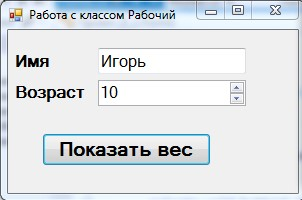 Работа с классом Рабочий
Имя Игорь
Возраст 10
Показать вес